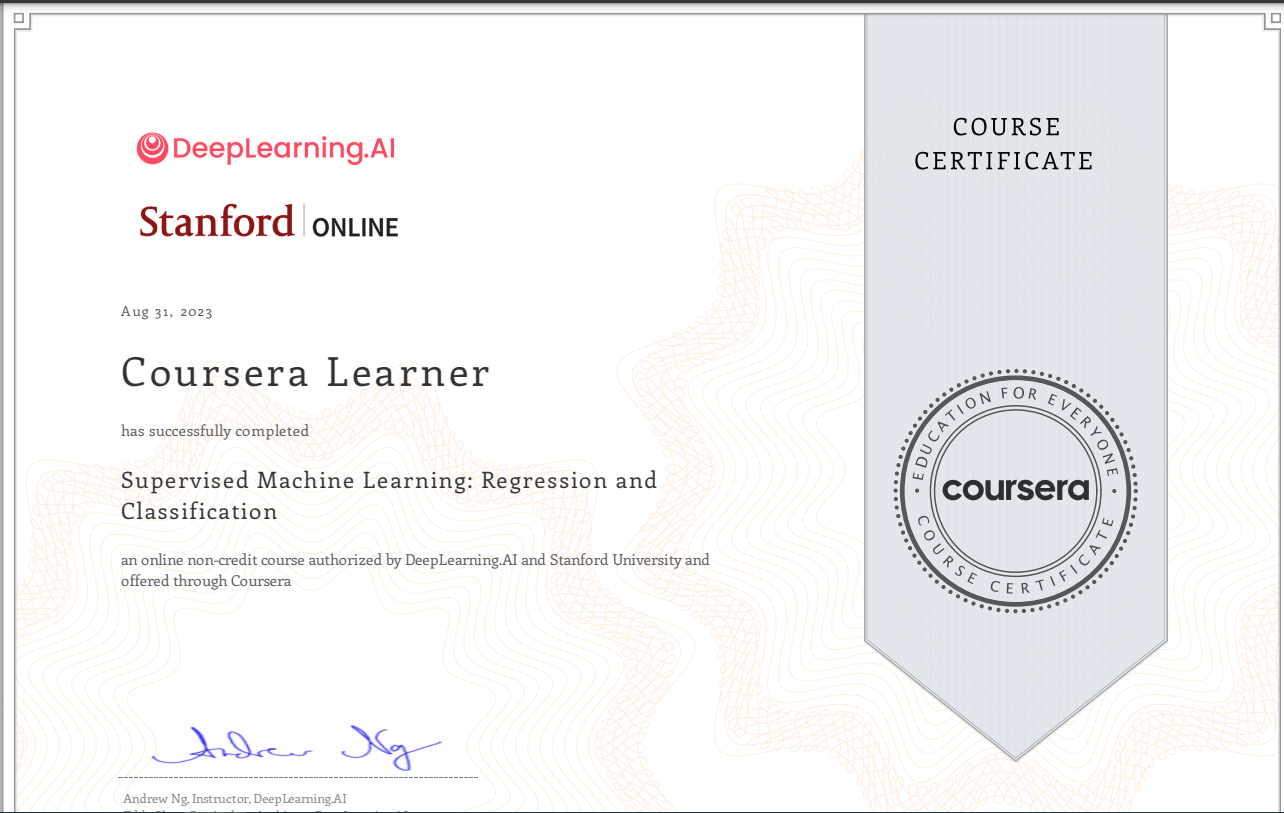 DeepLearning.AI
Stanford ONLINE
Aug 31, 2023
Coursera Learner
has successfully completed
Supervised Machine Learning: Regression and
Classification
an online non-credit course authorized by DeepLearning.AI and Stanford University and
offered through Coursera
Andrew Ng
Andrew Ng, Instructor, DeepLearning.AI
COURSE
CERTIFICATE
EDUCATION FOR EVERYONE
coursera
COURSE CERTIFICATE